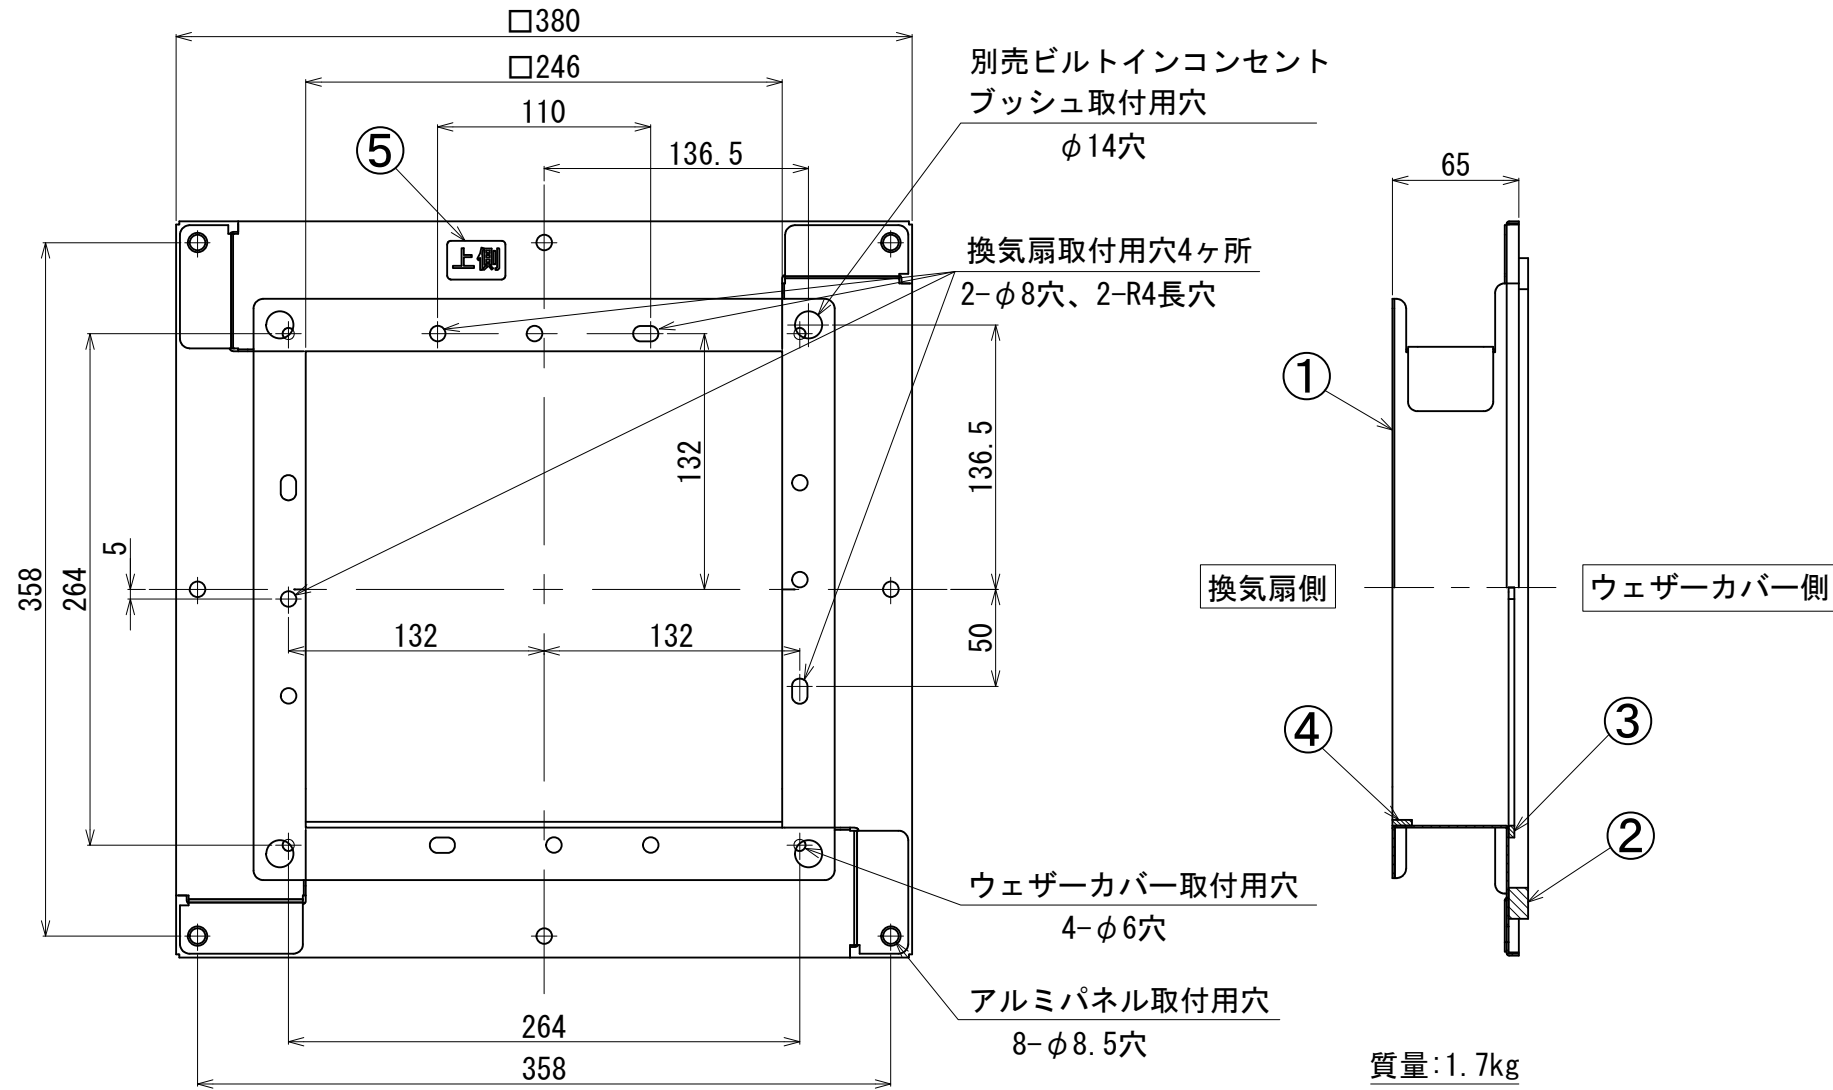 □380
□246
110
136.5
⑤
上側
別売ビルトインコンセント
ブッシュ取付用穴
φ14穴
換気扇取付用穴4ヶ所
2-φ8穴、2-R4長穴
358
264
5
132
136.5
50
132
132
ウェザーカバー取付用穴
4-φ6穴
アルミパネル取付用穴
8-φ8.5穴
264
358
65
①
換気扇側
ウェザーカバー側
④
③
②
質量:1.7kg